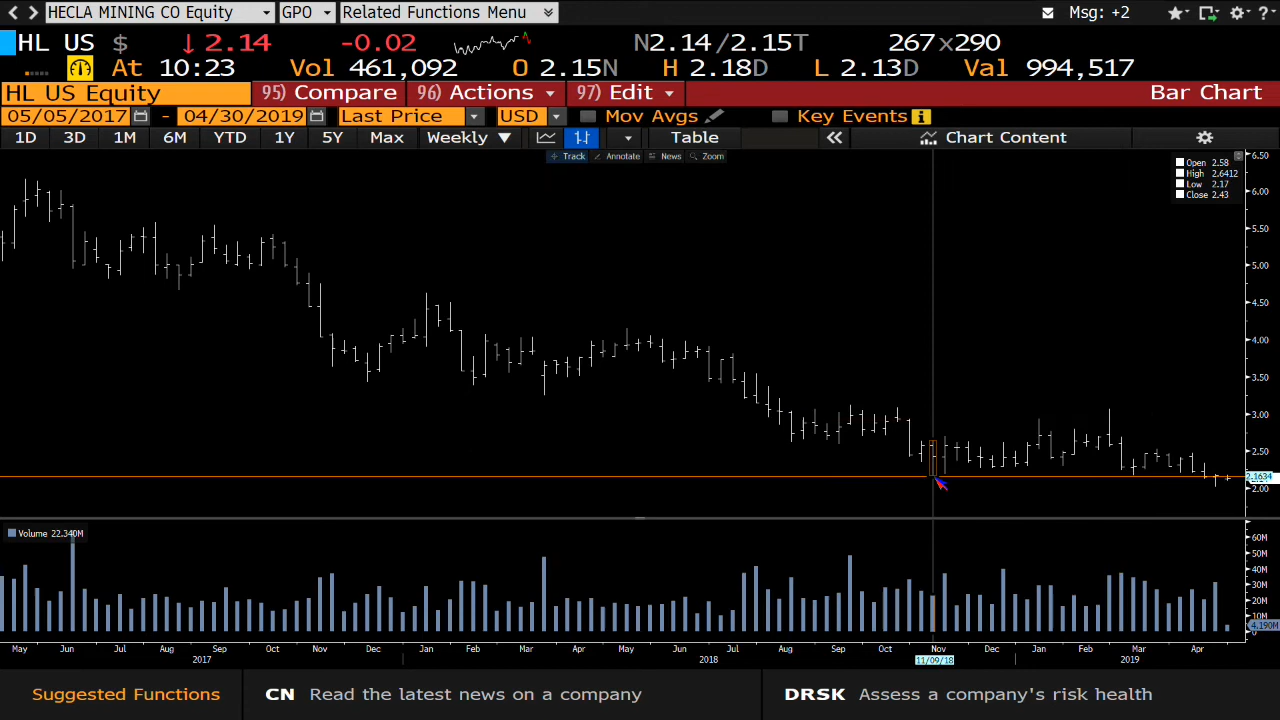 HECLA MINING CO Equity GPO Related Functions Menu Msg: +2
HL US $ ↓ 2.14 -0.02 N2.14 / 2.15T 267 x 290
At 10:23 Vol 461,092 O 2.15N H 2.18D L 2.13D Val 994,517
HL US Equity 95) Compare 96) Actions 97) Edit Bar Chart
05/05/2017 - 04/30/2019 Last Price USD Mov Avgs Key Events
1D 3D 1M 6M YTD 1Y 5Y Max Weekly Table Chart Content
Track Annotate News Zoom
Open 2.58
High 2.6412
Low 2.17
Close 2.43
6.50
6.00
5.50
5.00
4.50
4.00
3.50
3.00
2.50
2.1634
2.00
Volume 22.340M
60M
50M
40M
30M
20M
10M
4.190M
0
May Jun Jul Aug Sep Oct Nov Dec Jan Feb Mar Apr May Jun Jul Aug Sep Oct Nov Dec Jan Feb Mar Apr
2017 2018 11/09/18 2019
Suggested Functions CN Read the latest news on a company DRSK Assess a company's risk health